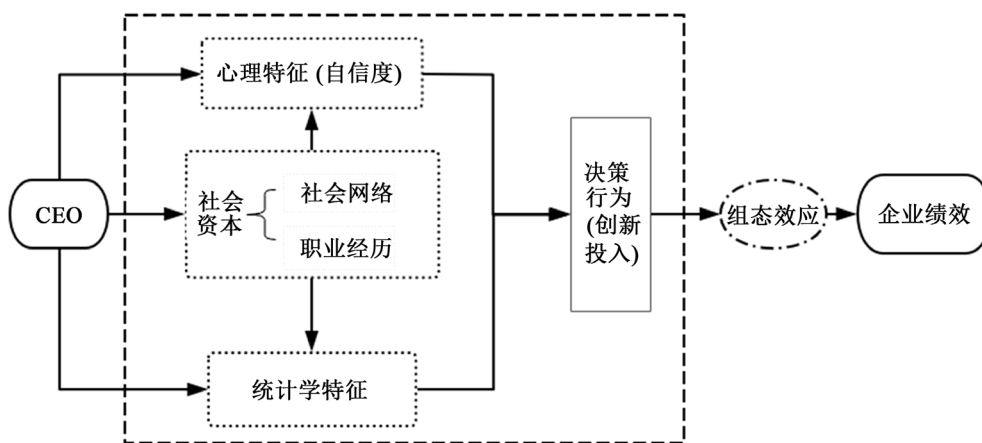 心理特征 (自信度)
CEO
社会
资本
社会网络
职业经历
统计学特征
决策
行为
(创新
投入)
组态效应
企业绩效